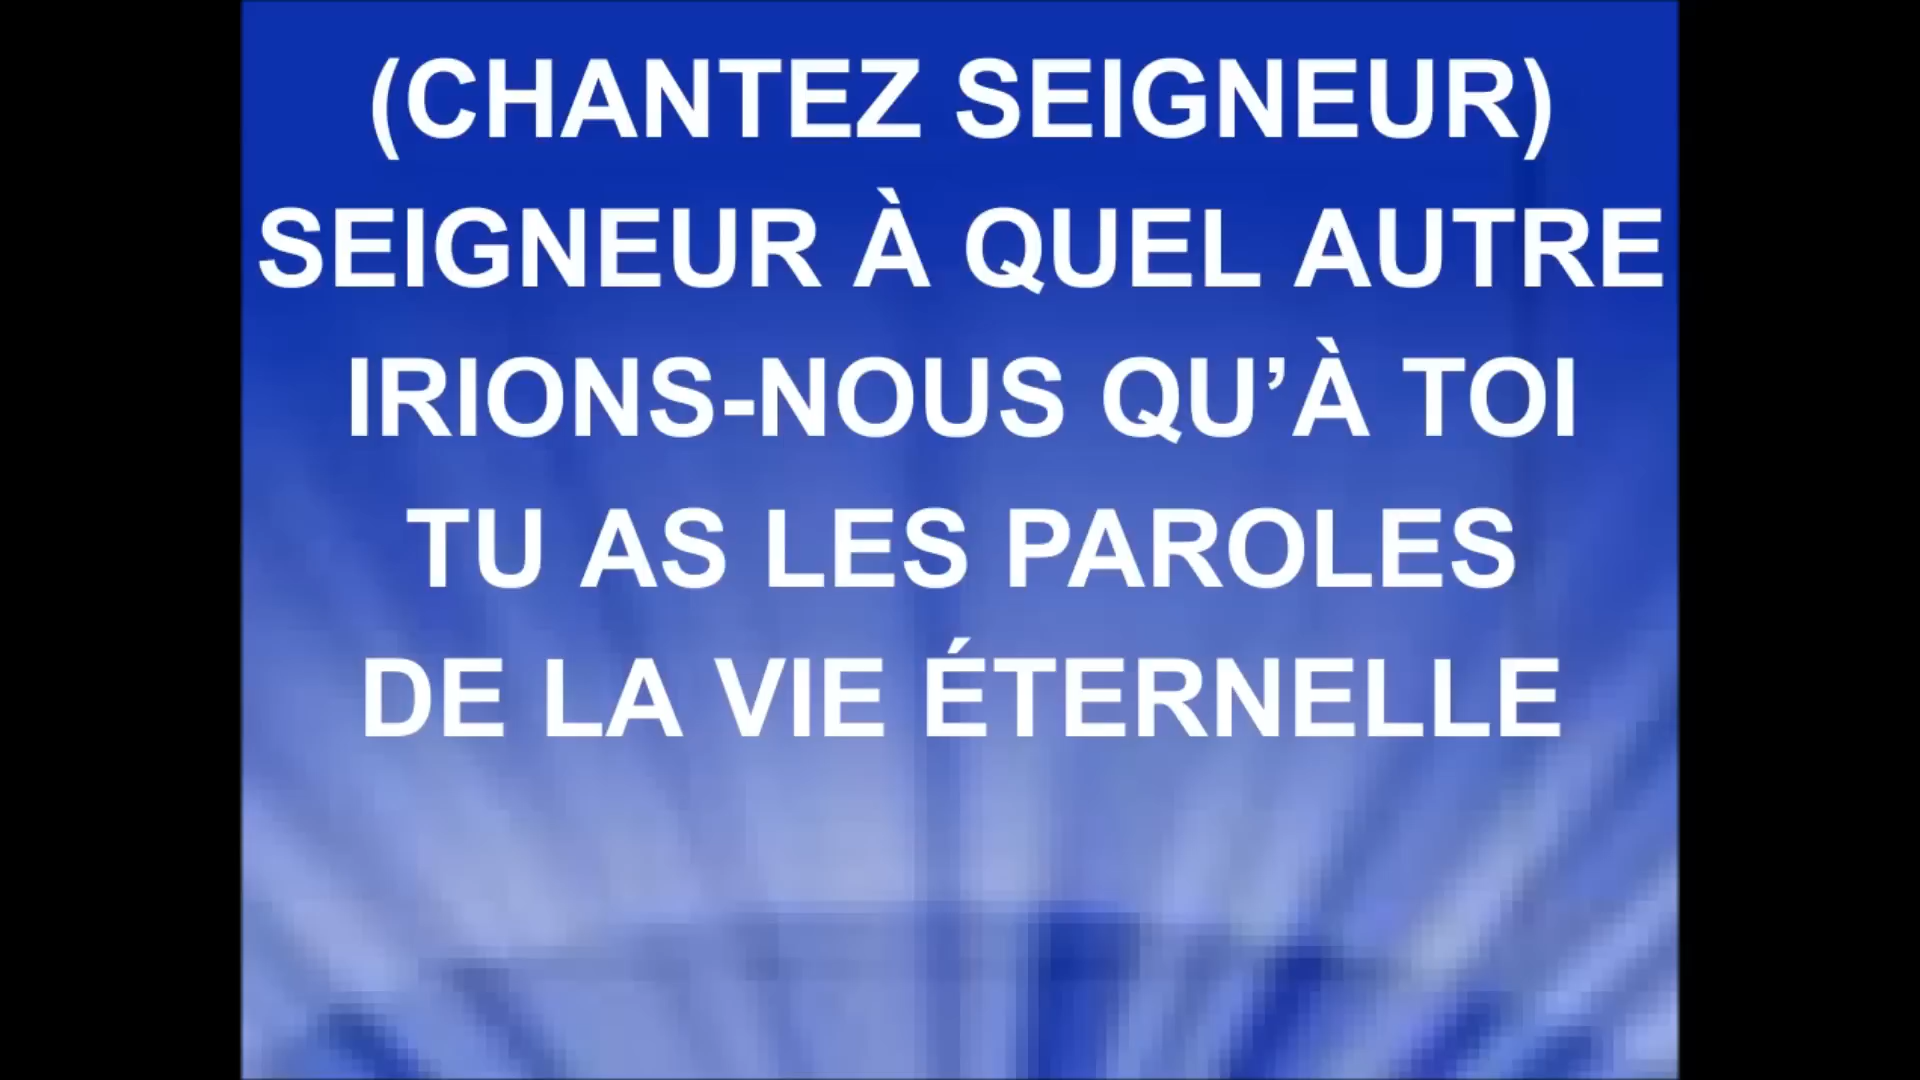 (CHANTEZ SEIGNEUR)
SEIGNEUR À QUEL AUTRE
IRIONS-NOUS QU’À TOI
TU AS LES PAROLES
DE LA VIE ÉTERNELLE